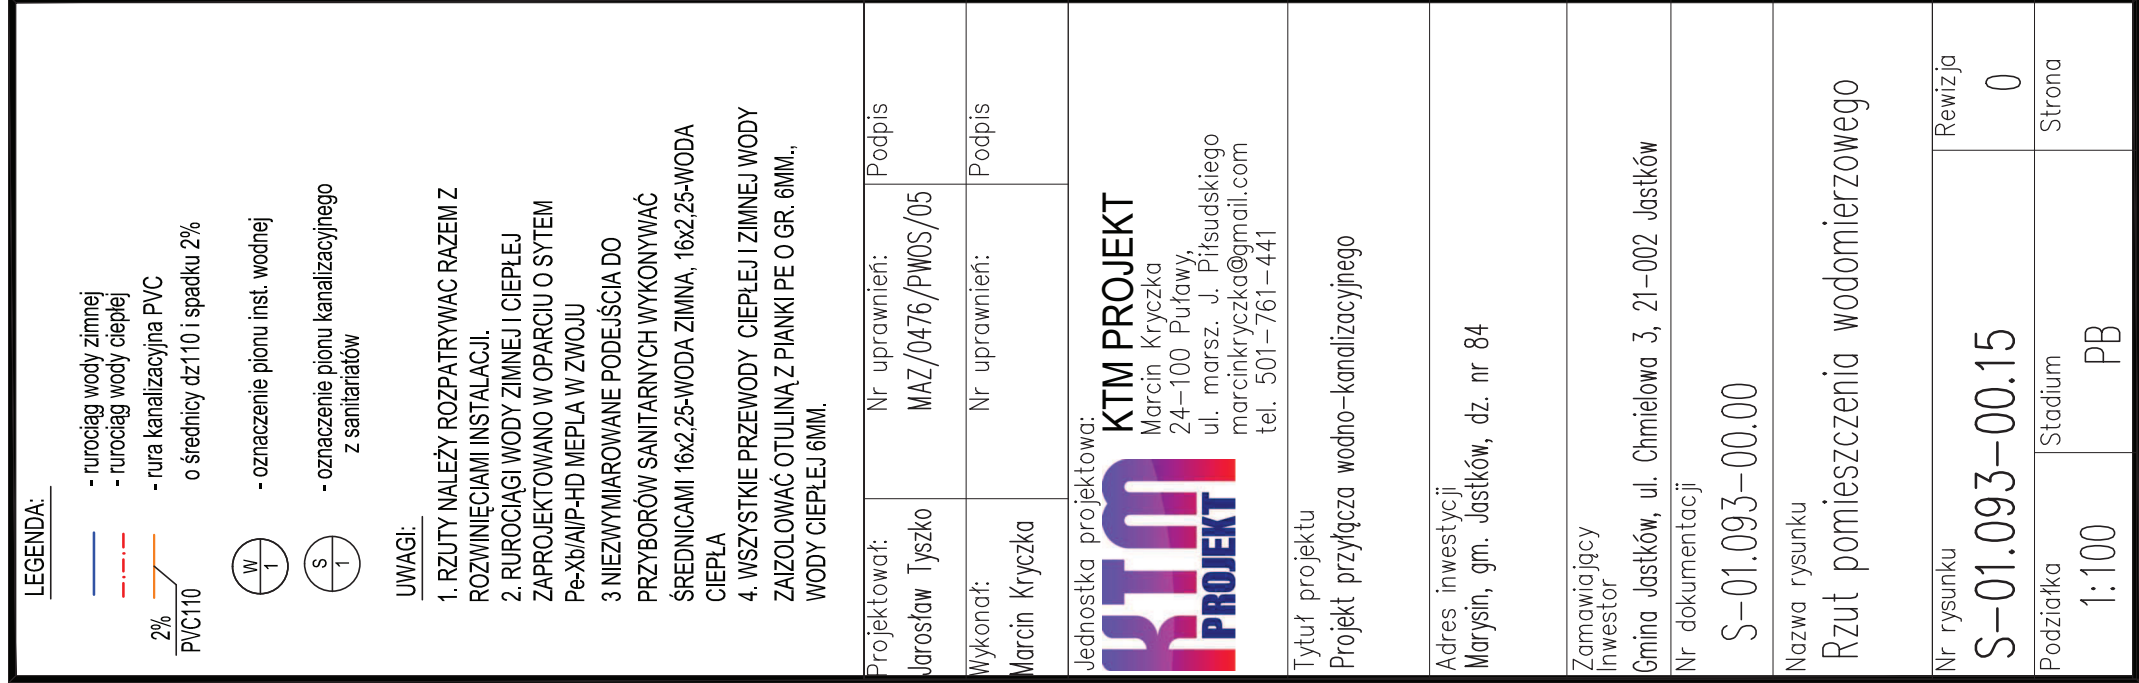 LEGENDA:
- rurociąg wody zimnej
- rurociąg wody ciepłej
2%
PVC110
- rura kanalizacyjna PVC
o średnicy dz110 i spadku 2%
W
1
- oznaczenie pionu inst. wodnej
S
1
- oznaczenie pionu kanalizacyjnego
z sanitariatów
UWAGI:
1. RZUTY NALEŻY ROZPATRYWAC RAZEM Z
ROZWINIĘCIAMI INSTALACJI.
2. RUROCIĄGI WODY ZIMNEJ I CIEPŁEJ
ZAPROJEKTOWANO W OPARCIU O SYTEM
Pe-Xb/Al/P-HD MEPLA W ZWOJU
3 NIEZWYMIAROWANE PODEJŚCIA DO
PRZYBORÓW SANITARNYCH WYKONYWAĆ
ŚREDNICAMI 16x2,25-WODA ZIMNA, 16x2,25-WODA
CIEPŁA
4. WSZYSTKIE PRZEWODY CIEPŁEJ I ZIMNEJ WODY
ZAIZOLOWAĆ OTULINĄ Z PIANKI PE O GR. 6MM.,
WODY CIEPŁEJ 6MM.
Projektował: Nr uprawnień: Podpis
Jarosław Tyszko MAZ/0476/PWOS/05
Wykonał: Nr uprawnień: Podpis
Marcin Kryczka
Jednostka projektowa:
KTM
PROJEKT
KTM PROJEKT
Marcin Kryczka
24-100 Puławy,
ul. marsz. J. Piłsudskiego
marcinkryczka@gmail.com
tel. 501-761-441
Tytuł projektu
Projekt przyłącza wodno-kanalizacyjnego
Adres inwestycji
Marysin, gm. Jastków, dz. nr 84
Zamawiający
Inwestor
Gmina Jastków, ul. Chmielowa 3, 21-002 Jastków
Nr dokumentacji
S-01.093-00.00
Nazwa rysunku
Rzut pomieszczenia wodomierzowego
Nr rysunku Rewizja
S-01.093-00.15 0
Podziałka Stadium Strona
1:100 PB